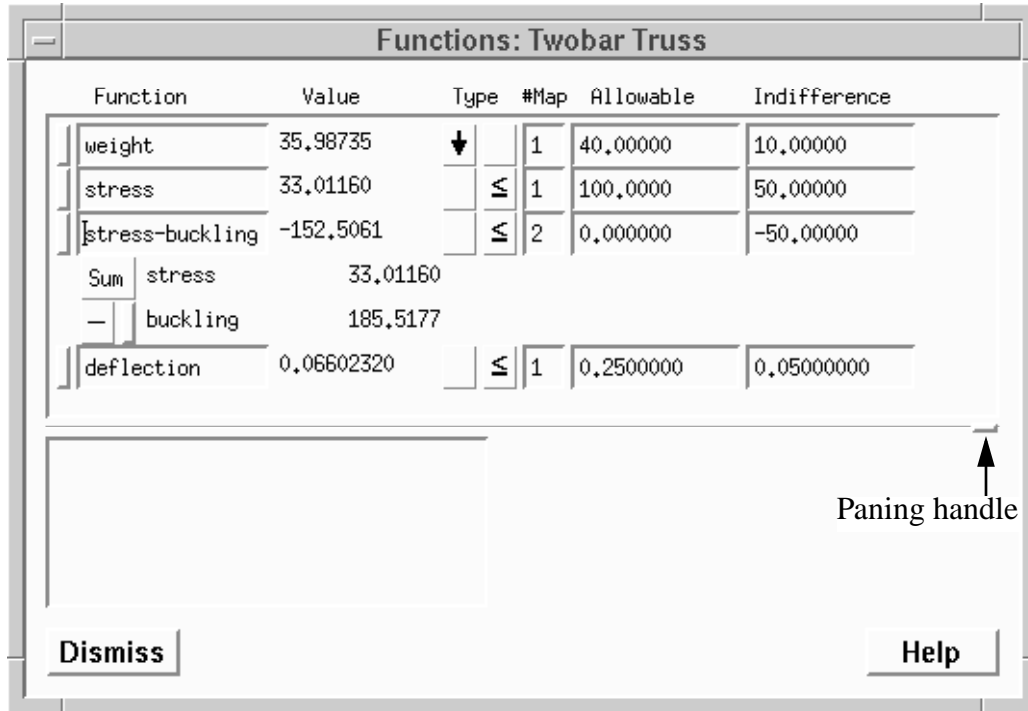 Functions: Twobar Truss
Function Value Type #Map Allowable Indifference
weight 35.98735 1 40.00000 10.00000
stress 33.01160 ≤ 1 100.0000 50.00000
stress-buckling -152.5061 ≤ 2 0.000000 -50.00000
Sum stress 33.01160
— buckling 185.5177
deflection 0.06602320 ≤ 1 0.2500000 0.05000000
Paning handle
Dismiss Help